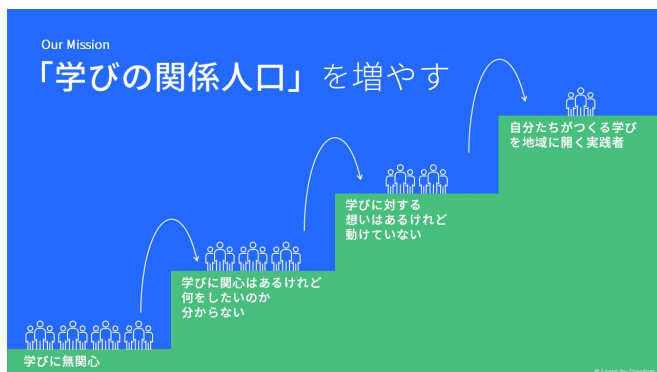 Our Mission
「学びの関係人口」を増やす
自分たちがつくる学び
を地域に開く実践者
学びに対する
想いはあるけれど
動けていない
学びに関心はあるけれど
何をしたいのか
分からない
学びに無関心
© Learn by Creation